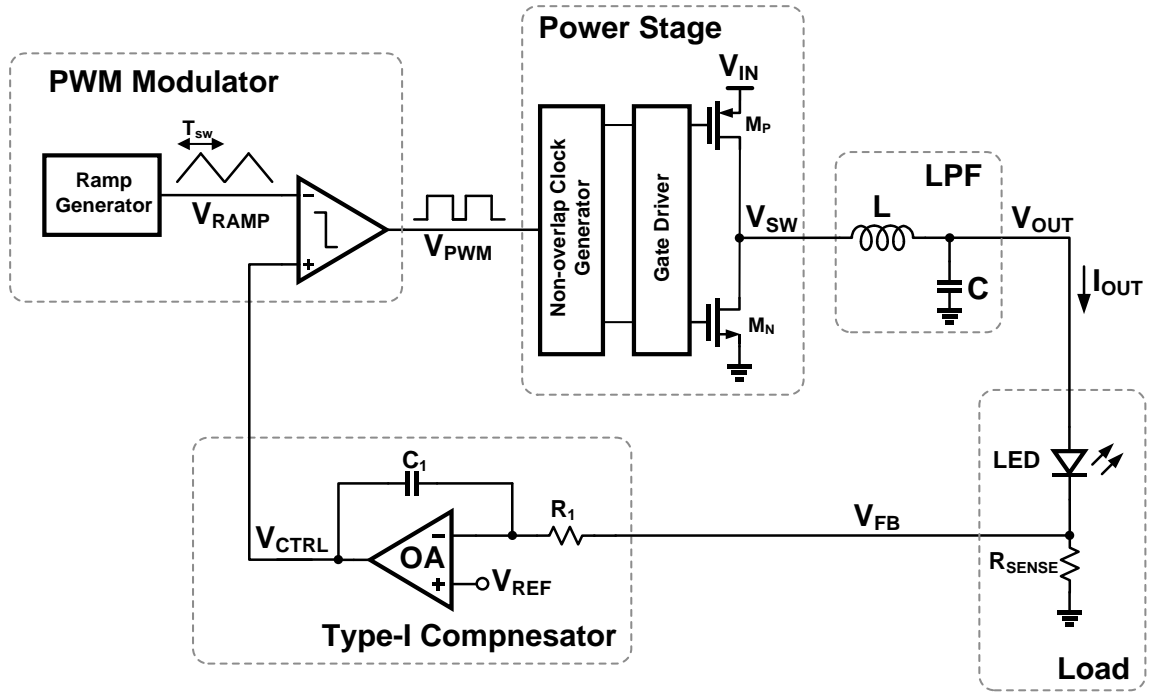 Power Stage
PWM Modulator
V_IN
T_sw
M_P
Ramp
Generator
V_RAMP
−
+
V_PWM
Non-overlap Clock
Generator
Gate Driver
V_SW
M_N
LPF
L
C
V_OUT
I_OUT
LED
C_1
R_1
V_FB
V_CTRL
OA
−
+
V_REF
R_SENSE
Type-I Compnesator
Load